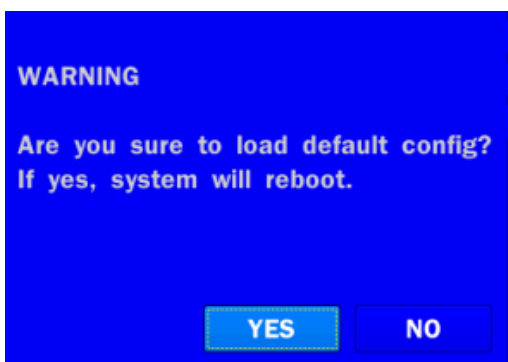 WARNING
Are you sure to load default config?
If yes, system will reboot.
YES NO